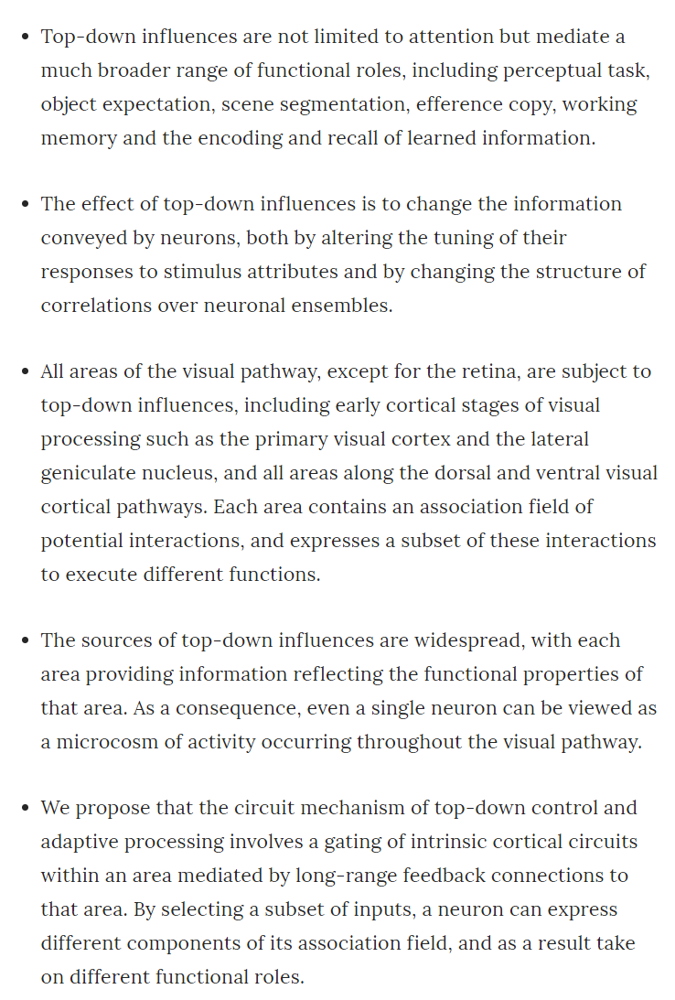 • Top-down influences are not limited to attention but mediate a
much broader range of functional roles, including perceptual task,
object expectation, scene segmentation, efference copy, working
memory and the encoding and recall of learned information.
• The effect of top-down influences is to change the information
conveyed by neurons, both by altering the tuning of their
responses to stimulus attributes and by changing the structure of
correlations over neuronal ensembles.
• All areas of the visual pathway, except for the retina, are subject to
top-down influences, including early cortical stages of visual
processing such as the primary visual cortex and the lateral
geniculate nucleus, and all areas along the dorsal and ventral visual
cortical pathways. Each area contains an association field of
potential interactions, and expresses a subset of these interactions
to execute different functions.
• The sources of top-down influences are widespread, with each
area providing information reflecting the functional properties of
that area. As a consequence, even a single neuron can be viewed as
a microcosm of activity occurring throughout the visual pathway.
• We propose that the circuit mechanism of top-down control and
adaptive processing involves a gating of intrinsic cortical circuits
within an area mediated by long-range feedback connections to
that area. By selecting a subset of inputs, a neuron can express
different components of its association field, and as a result take
on different functional roles.